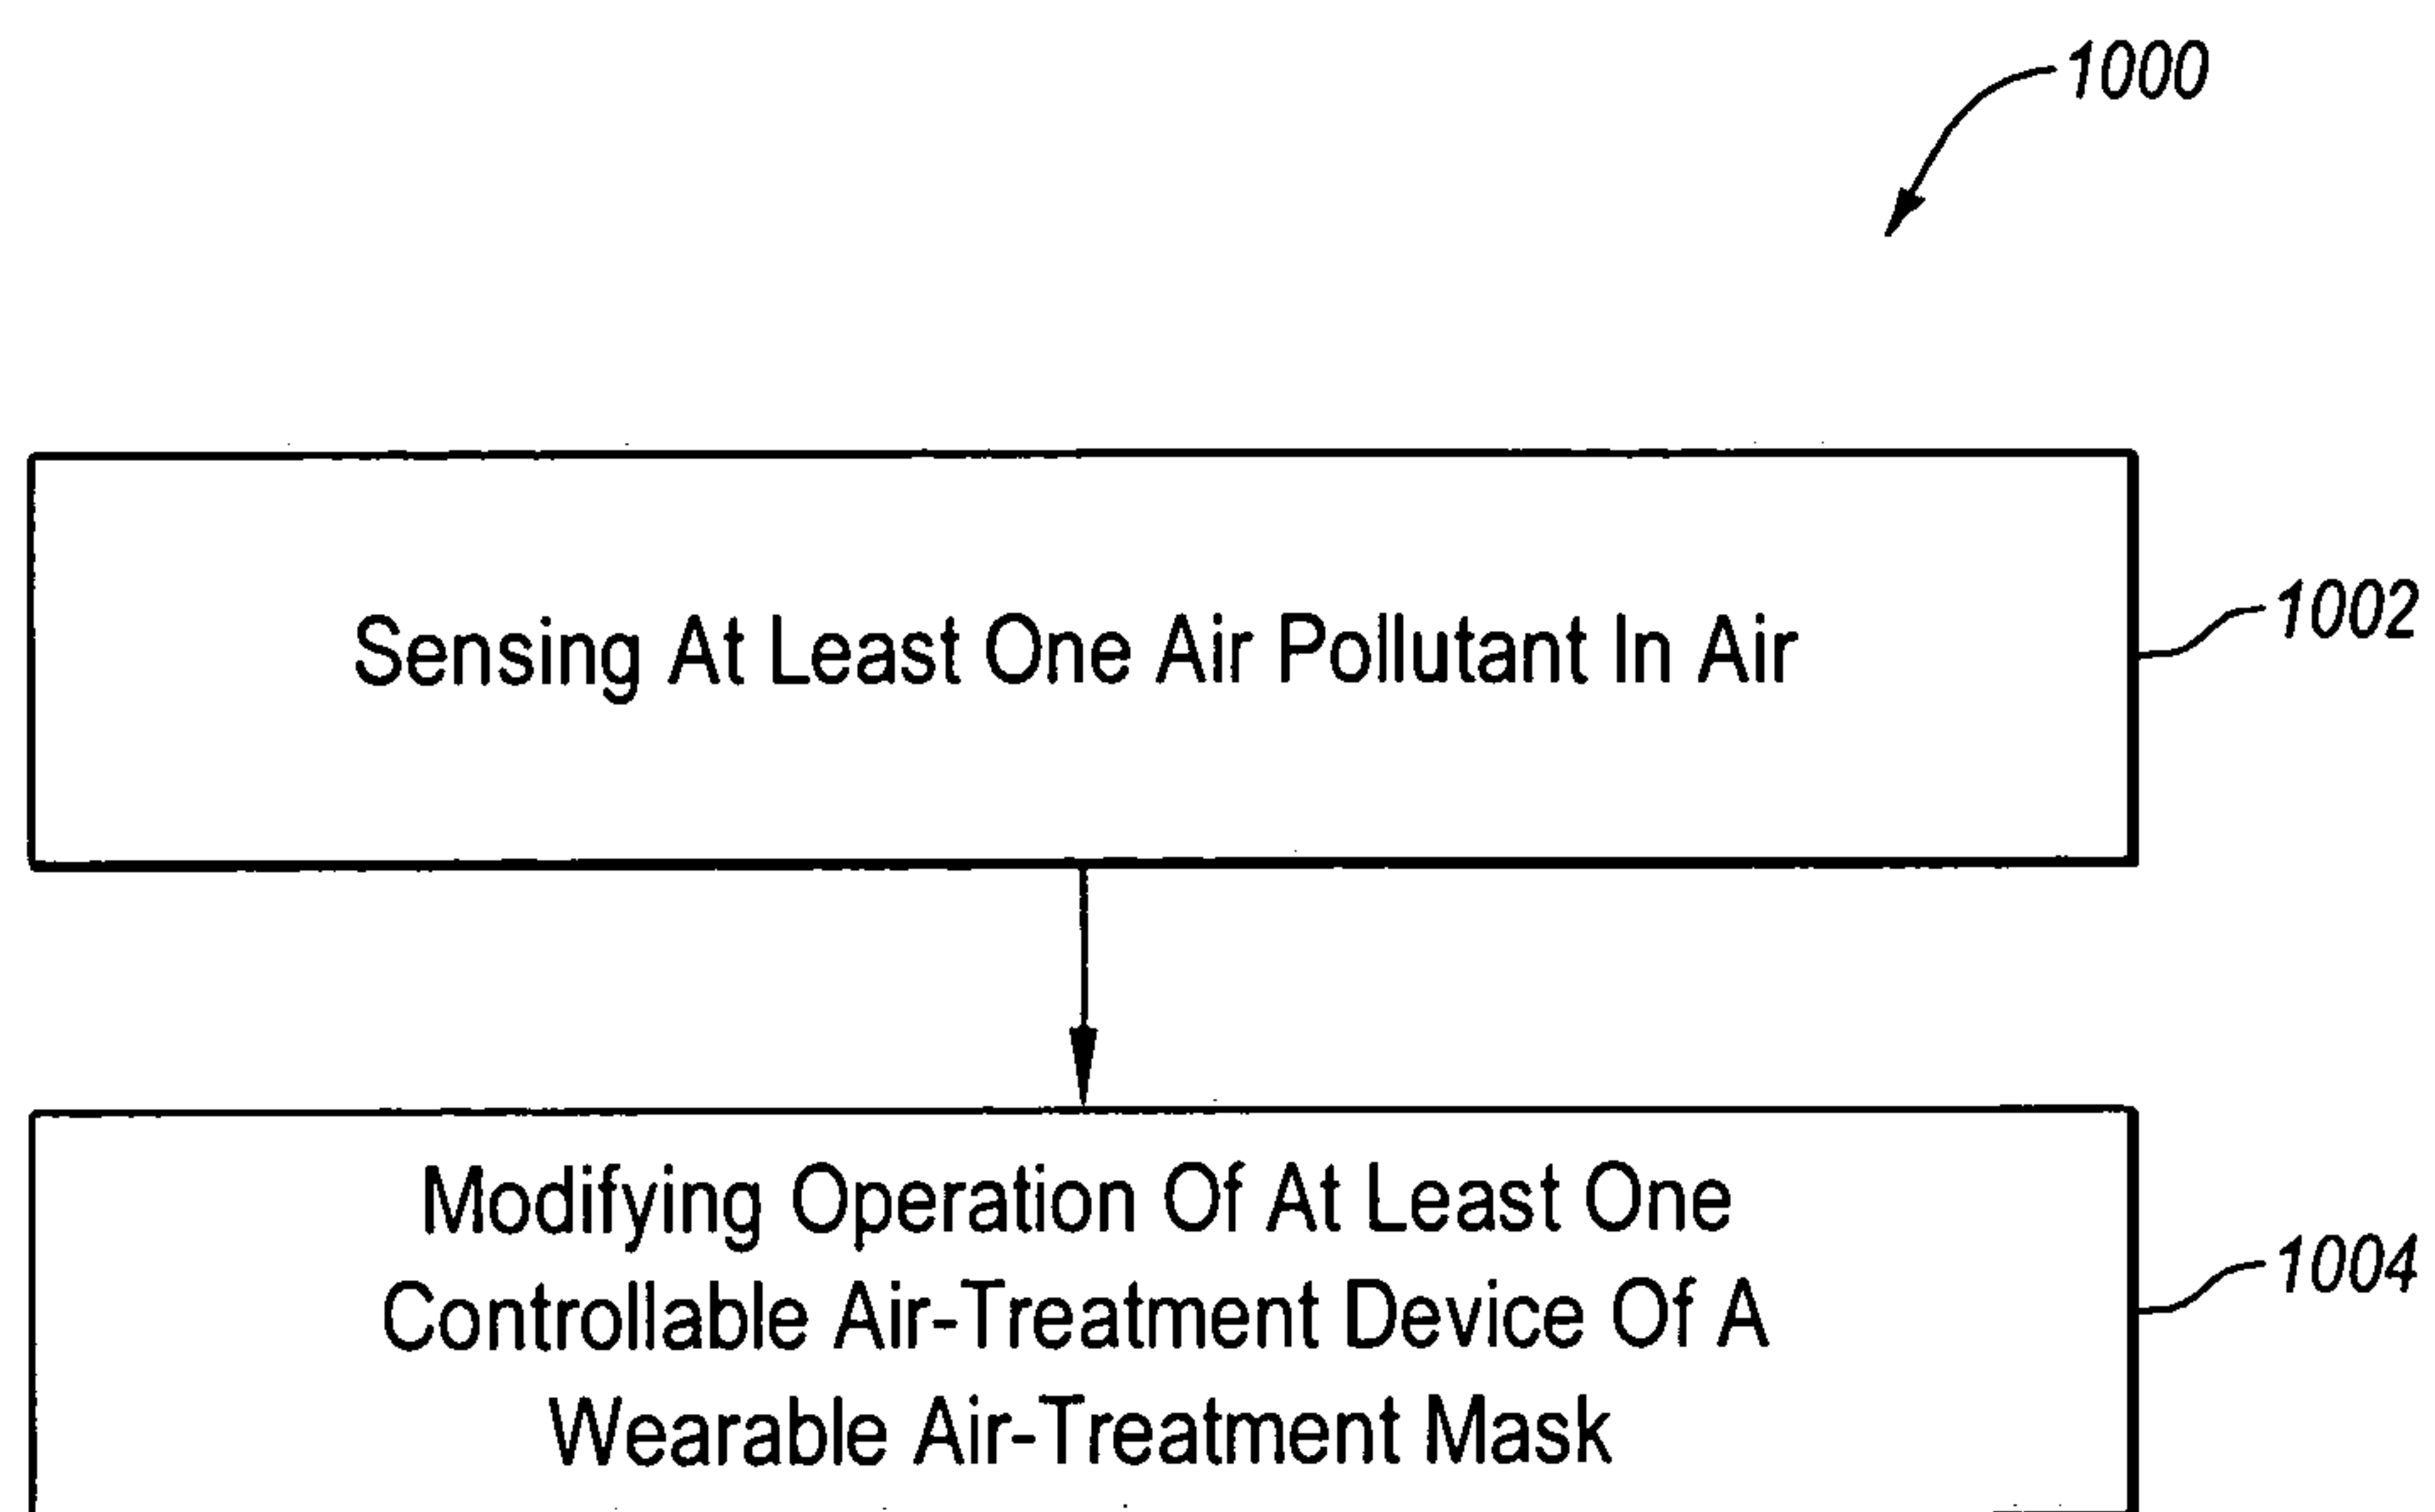 1000
Sensing At Least One Air Pollutant In Air
1002
Modifying Operation Of At Least One
Controllable Air-Treatment Device Of A
Wearable Air-Treatment Mask
1004